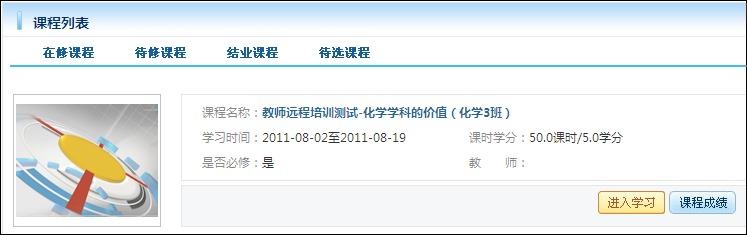 课程列表
在修课程 待修课程 结业课程 待选课程
课程名称：教师远程培训测试-化学学科的价值（化学3班）
学习时间：2011-08-02至2011-08-19 课时学分：50.0课时/5.0学分
是否必修：是 教 师：
进入学习 课程成绩